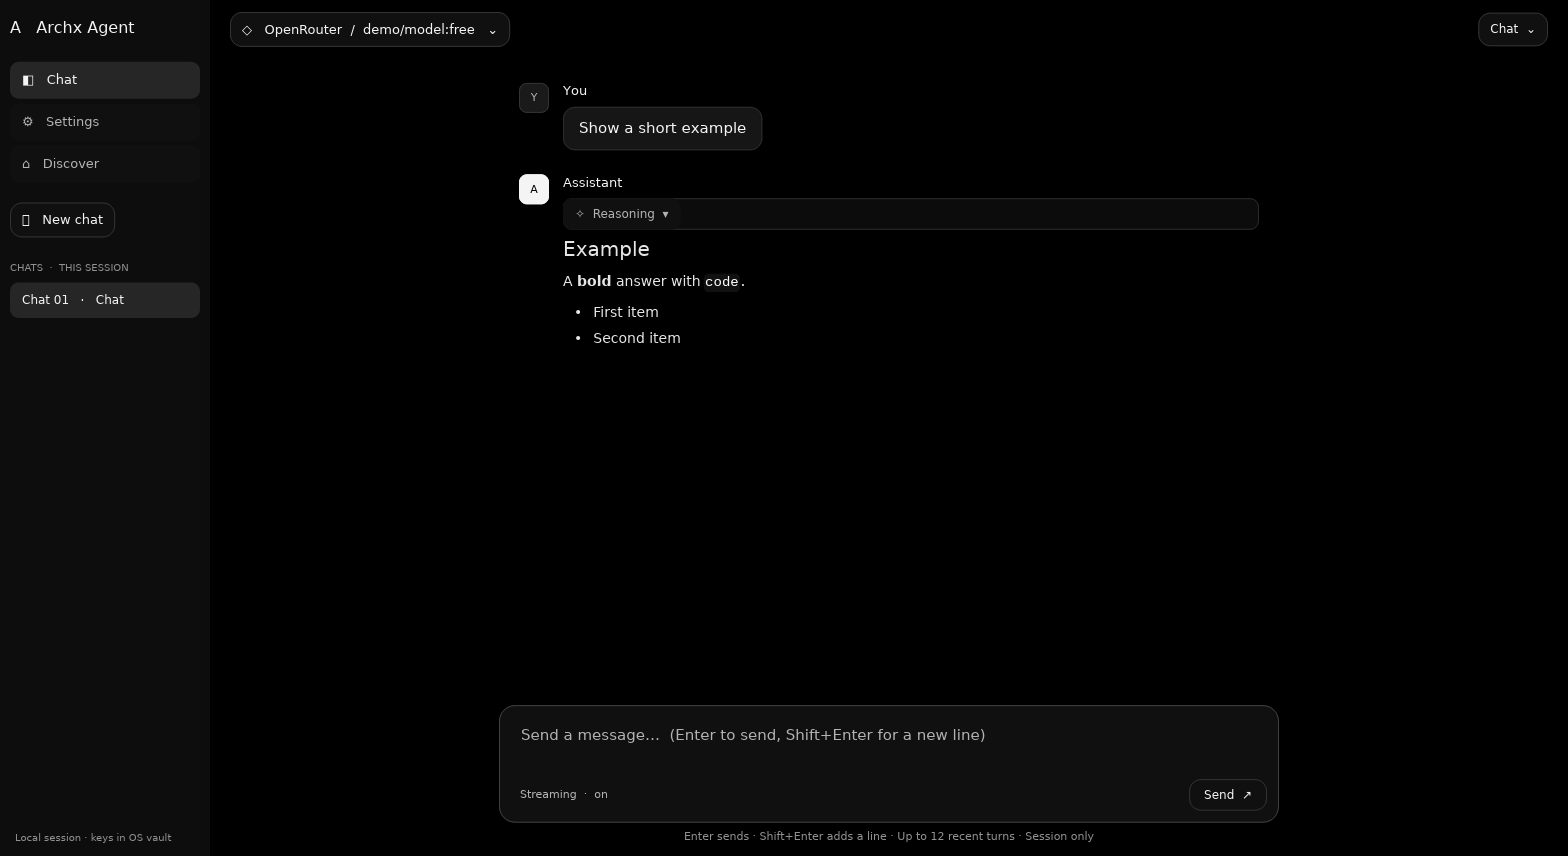 A Archx Agent
Chat
Settings
Discover
New chat
CHATS · THIS SESSION
Chat 01 · Chat
Local session · keys in OS vault
OpenRouter / demo/model:free
Chat
Y
You
Show a short example
A
Assistant
Reasoning
Example
A bold answer with code.
• First item
• Second item
Send a message… (Enter to send, Shift+Enter for a new line)
Streaming · on
Send ↗
Enter sends · Shift+Enter adds a line · Up to 12 recent turns · Session only